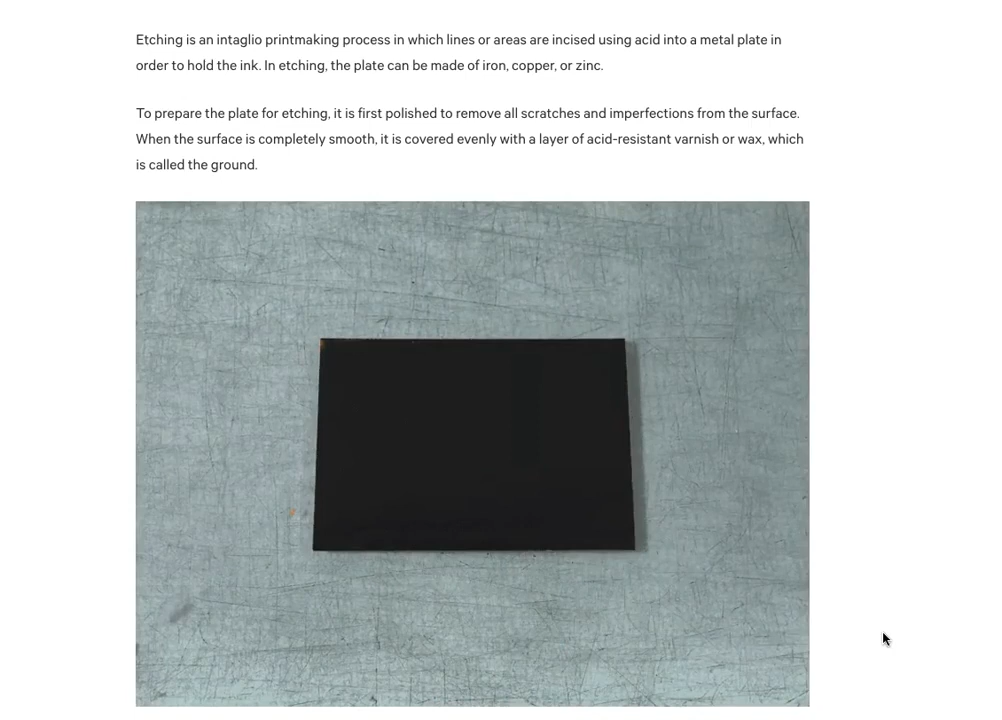 Etching is an intaglio printmaking process in which lines or areas are incised using acid into a metal plate in
order to hold the ink. In etching, the plate can be made of iron, copper, or zinc.
To prepare the plate for etching, it is first polished to remove all scratches and imperfections from the surface.
When the surface is completely smooth, it is covered evenly with a layer of acid-resistant varnish or wax, which
is called the ground.